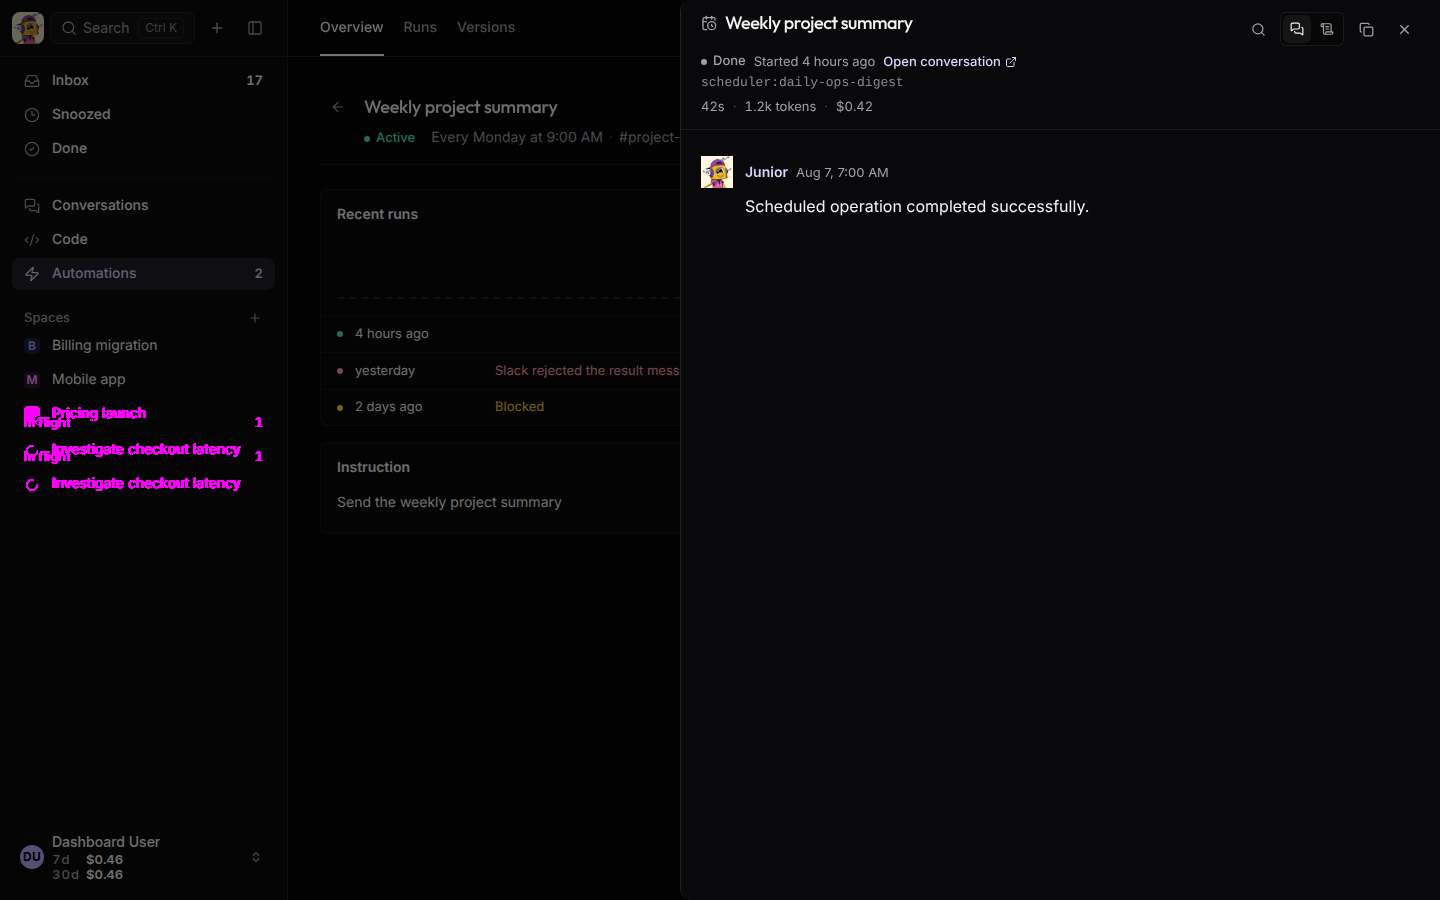 Search Ctrl K
Inbox 17
Snoozed
Done
Conversations
Code
Automations 2
Spaces
B Billing migration
M Mobile app
Pricing launch
In flight 1
Investigate checkout latency
In flight 1
Investigate checkout latency
DU Dashboard User
7d $0.46
30d $0.46
Overview Runs Versions
Weekly project summary
Active Every Monday at 9:00 AM · #project-
Recent runs
4 hours ago
yesterday Slack rejected the result mess
2 days ago Blocked
Instruction
Send the weekly project summary
Weekly project summary
Done Started 4 hours ago Open conversation
scheduler:daily-ops-digest
42s · 1.2k tokens · $0.42
Junior Aug 7, 7:00 AM
Scheduled operation completed successfully.